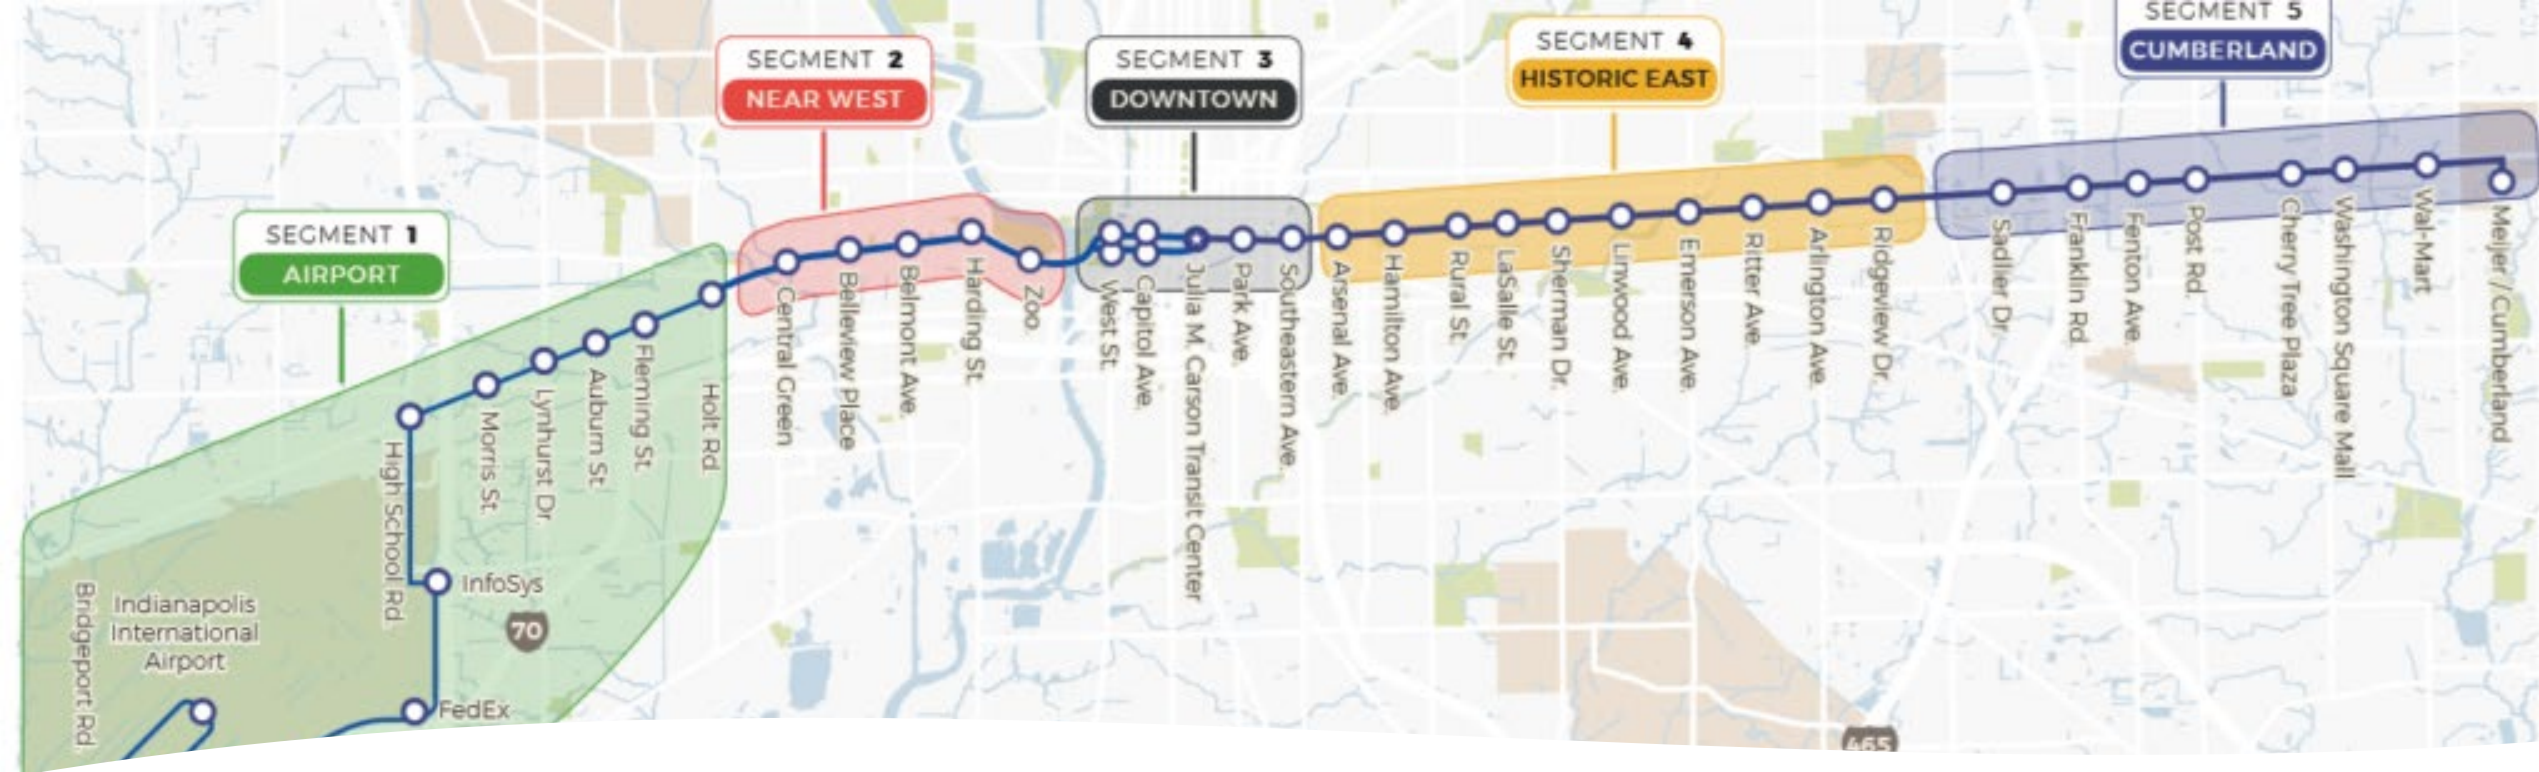 SEGMENT 1
AIRPORT
SEGMENT 2
NEAR WEST
SEGMENT 3
DOWNTOWN
SEGMENT 4
HISTORIC EAST
SEGMENT 5
CUMBERLAND
Bridgeport Rd.
Indianapolis
International
Airport
FedEx
InfoSys
70
High School Rd.
Morris St.
Lynhurst Dr.
Auburn St.
Fleming St.
Holt Rd.
Central Green
Belleview Place
Belmont Ave.
Harding St.
Zoo
West St.
Capitol Ave.
Julia M. Carson Transit Center
Park Ave.
Southeastern Ave.
Arsenal Ave.
Hamilton Ave.
Rural St.
LaSalle St.
Sherman Dr.
Linwood Ave.
Emerson Ave.
Ritter Ave.
Arlington Ave.
Ridgeview Dr.
Sadlier Dr.
Franklin Rd.
Fenton Ave.
Post Rd.
Cherry Tree Plaza
Washington Square Mall
Wal-Mart
Meijer / Cumberland
465